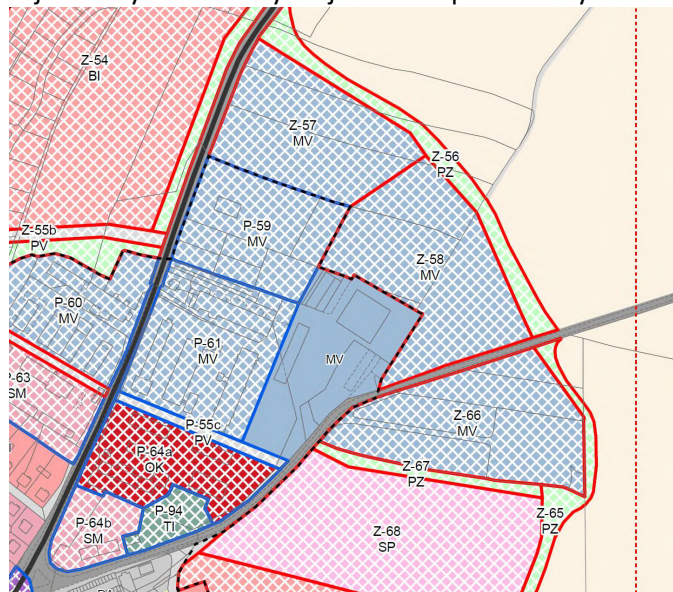 Z-54
BI
Z-57
MV
Z-56
PZ
Z-55b
PV
P-59
MV
Z-58
MV
P-60
MV
P-61
MV
MV
P-63
SM
Z-66
MV
P-55c
PV
P-64a
OK
Z-67
PZ
P-94
TI
Z-65
PZ
P-64b
SM
Z-68
SP